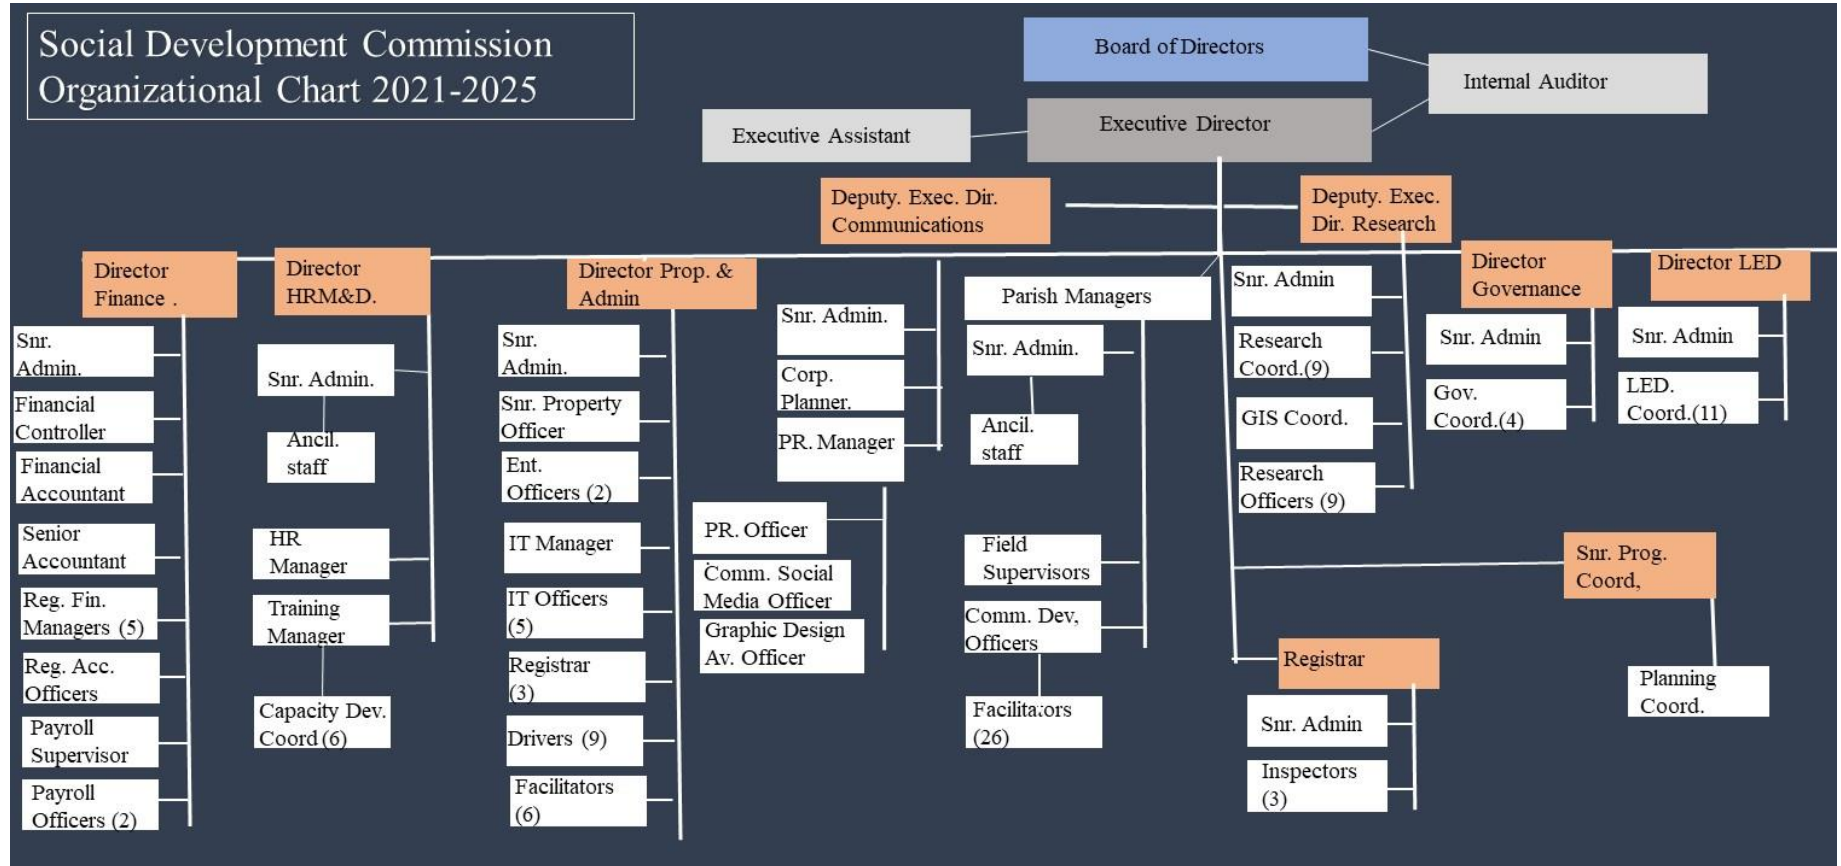 Social Development Commission
Organizational Chart 2021-2025
Board of Directors
Internal Auditor
Executive Director
Executive Assistant
Deputy. Exec. Dir.
Communications
Deputy. Exec.
Dir. Research
Director
Finance .
Director
HRM&D.
Director Prop. &
Admin
Parish Managers
Director
Governance
Director LED
Snr.
Admin.
Financial
Controller
Financial
Accountant
Senior
Accountant
Reg. Fin.
Managers (5)
Reg. Acc.
Officers
Payroll
Supervisor
Payroll
Officers (2)
Snr. Admin.
Ancil.
staff
HR
Manager
Training
Manager
Capacity Dev.
Coord (6)
Snr.
Admin.
Snr. Property
Officer
Ent.
Officers (2)
IT Manager
IT Officers
(5)
Registrar
(3)
Drivers (9)
Facilitators
(6)
Snr. Admin.
Corp.
Planner.
PR. Manager
PR. Officer
Comm. Social
Media Officer
Graphic Design
Av. Officer
Snr. Admin.
Ancil.
staff
Field
Supervisors
Comm. Dev,
Officers
Facilitators
(26)
Snr. Admin
Research
Coord.(9)
GIS Coord.
Research
Officers (9)
Snr. Admin
Gov.
Coord.(4)
Snr. Admin
LED.
Coord.(11)
Snr. Prog.
Coord,
Planning
Coord.
Registrar
Snr. Admin
Inspectors
(3)